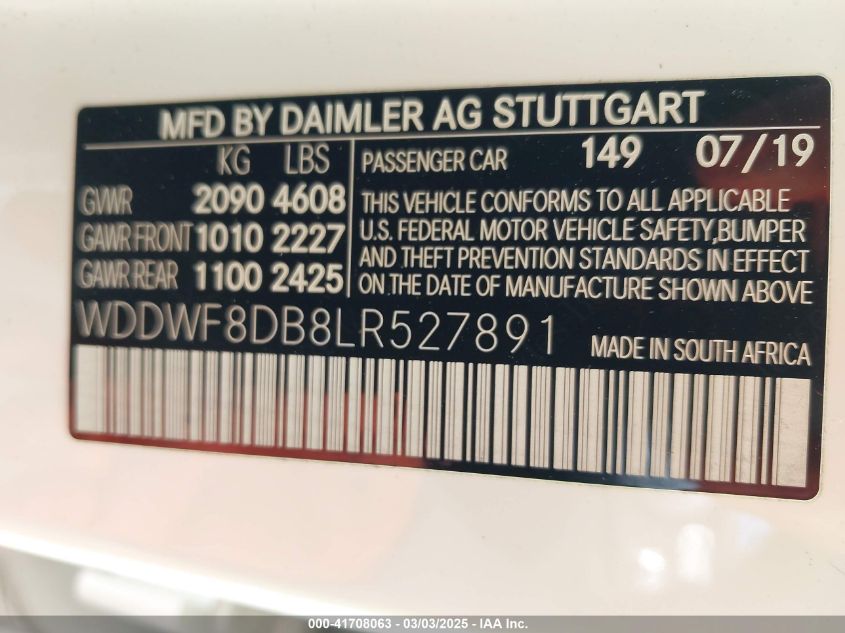 MFD BY DAIMLER AG STUTTGART
KG LBS
GVWR 2090 4608
GAWR FRONT 1010 2227
GAWR REAR 1100 2425
PASSENGER CAR 149 07/19
THIS VEHICLE CONFORMS TO ALL APPLICABLE
U.S. FEDERAL MOTOR VEHICLE SAFETY,BUMPER
AND THEFT PREVENTION STANDARDS IN EFFECT
ON THE DATE OF MANUFACTURE SHOWN ABOVE
WDDWF8DB8LR527891
MADE IN SOUTH AFRICA
000-41708063 - 03/03/2025 - IAA Inc.